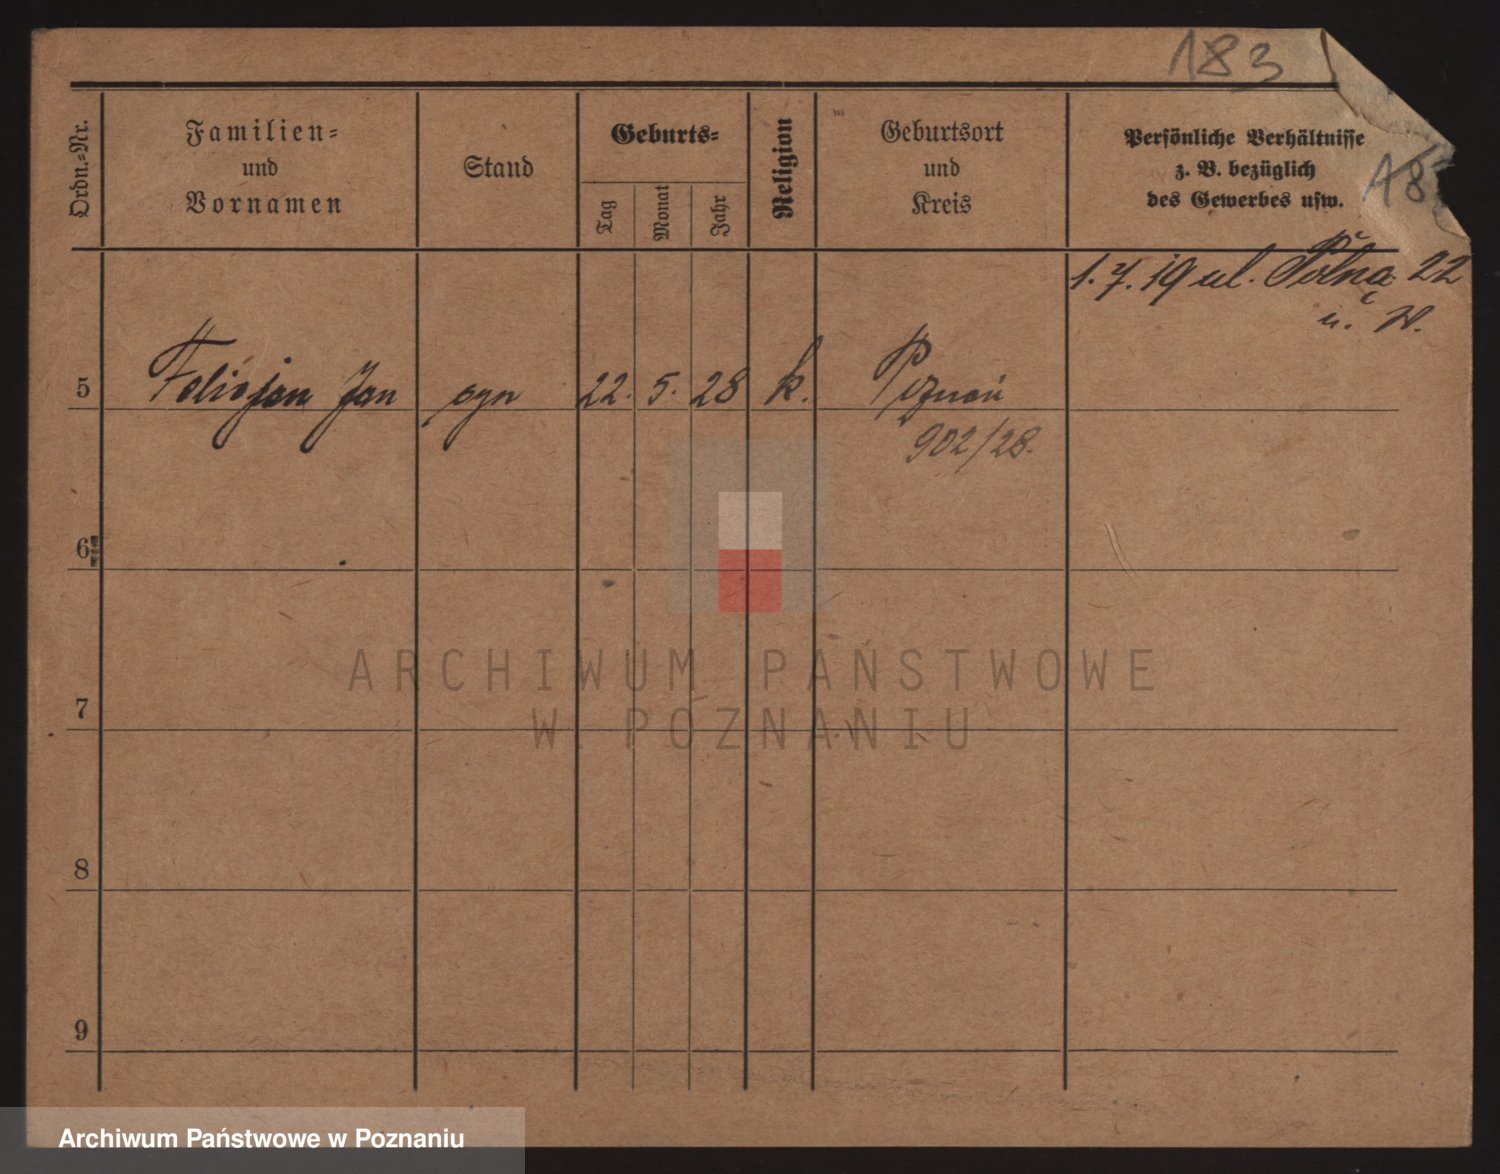 183
Ordn.=Nr.
Familien=
und
Vornamen
Stand
Geburts=
Tag
Monat
Jahr
Religion
Geburtsort
und
Kreis
Persönliche Verhältnisse
z. B. bezüglich
des Gewerbes usw.
18
1. 7. 19 ul. Polna 22
u. W.
5 Felicjan Jan syn 22. 5. 28 k. Poznań
902/28.
6
ARCHIWUM PAŃSTWOWE
W POZNANIU
7
8
9
Archiwum Państwowe w Poznaniu